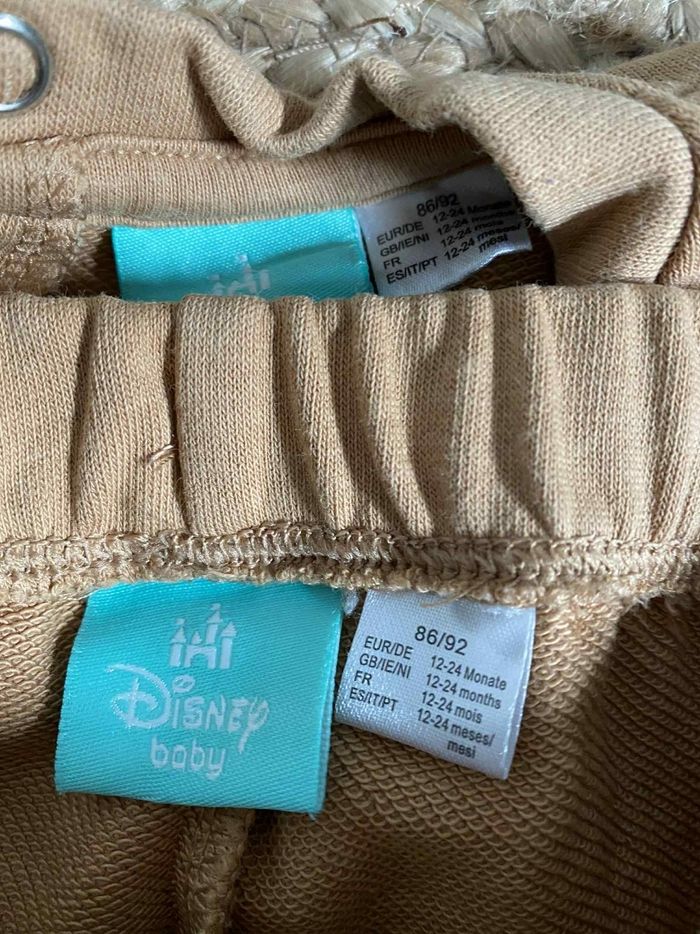 86/92
EUR/DE 12-24 Monate
GB/IE/NI 12-24 months
FR 12-24 mois
ES/IT/PT 12-24 meses/
mesi
Disney
baby
86/92
EUR/DE 12-24 Monate
GB/IE/NI 12-24 months
FR 12-24 mois
ES/IT/PT 12-24 meses/
mesi